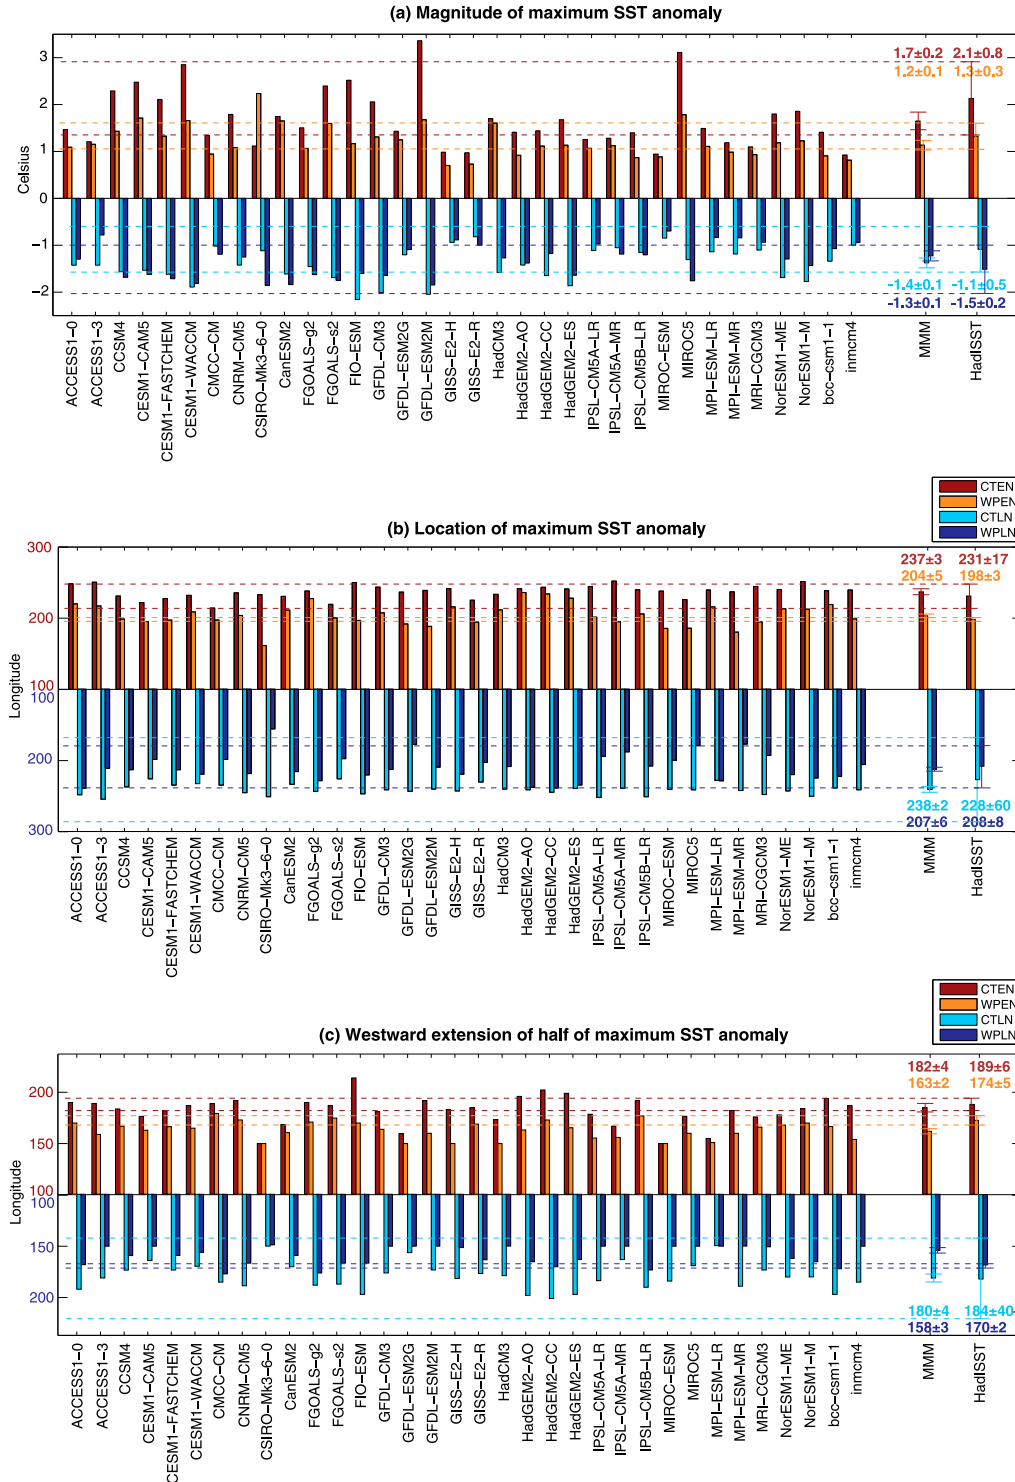 (a) Magnitude of maximum SST anomaly
3
2
1
0
−1
−2
Celsius
1.7±0.2 2.1±0.8
1.2±0.1 1.3±0.3
-1.4±0.1 -1.1±0.5
-1.3±0.1 -1.5±0.2
ACCESS1−0
ACCESS1−3
CCSM4
CESM1−CAM5
CESM1−FASTCHEM
CESM1−WACCM
CMCC−CM
CNRM−CM5
CSIRO−Mk3−6−0
CanESM2
FGOALS−g2
FGOALS−s2
FIO−ESM
GFDL−CM3
GFDL−ESM2G
GFDL−ESM2M
GISS−E2−H
GISS−E2−R
HadCM3
HadGEM2−AO
HadGEM2−CC
HadGEM2−ES
IPSL−CM5A−LR
IPSL−CM5A−MR
IPSL−CM5B−LR
MIROC−ESM
MIROC5
MPI−ESM−LR
MPI−ESM−MR
MRI−CGCM3
NorESM1−ME
NorESM1−M
bcc−csm1−1
inmcm4
MMM
HadISST
CTEN
WPEN
CTLN
WPLN
(b) Location of maximum SST anomaly
300
200
100
100
200
300
Longitude
237±3 231±17
204±5 198±3
238±2 228±60
207±6 208±8
ACCESS1−0
ACCESS1−3
CCSM4
CESM1−CAM5
CESM1−FASTCHEM
CESM1−WACCM
CMCC−CM
CNRM−CM5
CSIRO−Mk3−6−0
CanESM2
FGOALS−g2
FGOALS−s2
FIO−ESM
GFDL−CM3
GFDL−ESM2G
GFDL−ESM2M
GISS−E2−H
GISS−E2−R
HadCM3
HadGEM2−AO
HadGEM2−CC
HadGEM2−ES
IPSL−CM5A−LR
IPSL−CM5A−MR
IPSL−CM5B−LR
MIROC−ESM
MIROC5
MPI−ESM−LR
MPI−ESM−MR
MRI−CGCM3
NorESM1−ME
NorESM1−M
bcc−csm1−1
inmcm4
MMM
HadISST
CTEN
WPEN
CTLN
WPLN
(c) Westward extension of half of maximum SST anomaly
200
150
100
100
150
200
Longitude
182±4 189±6
163±2 174±5
180±4 184±40
158±3 170±2
ACCESS1−0
ACCESS1−3
CCSM4
CESM1−CAM5
CESM1−FASTCHEM
CESM1−WACCM
CMCC−CM
CNRM−CM5
CSIRO−Mk3−6−0
CanESM2
FGOALS−g2
FGOALS−s2
FIO−ESM
GFDL−CM3
GFDL−ESM2G
GFDL−ESM2M
GISS−E2−H
GISS−E2−R
HadCM3
HadGEM2−AO
HadGEM2−CC
HadGEM2−ES
IPSL−CM5A−LR
IPSL−CM5A−MR
IPSL−CM5B−LR
MIROC−ESM
MIROC5
MPI−ESM−LR
MPI−ESM−MR
MRI−CGCM3
NorESM1−ME
NorESM1−M
bcc−csm1−1
inmcm4
MMM
HadISST